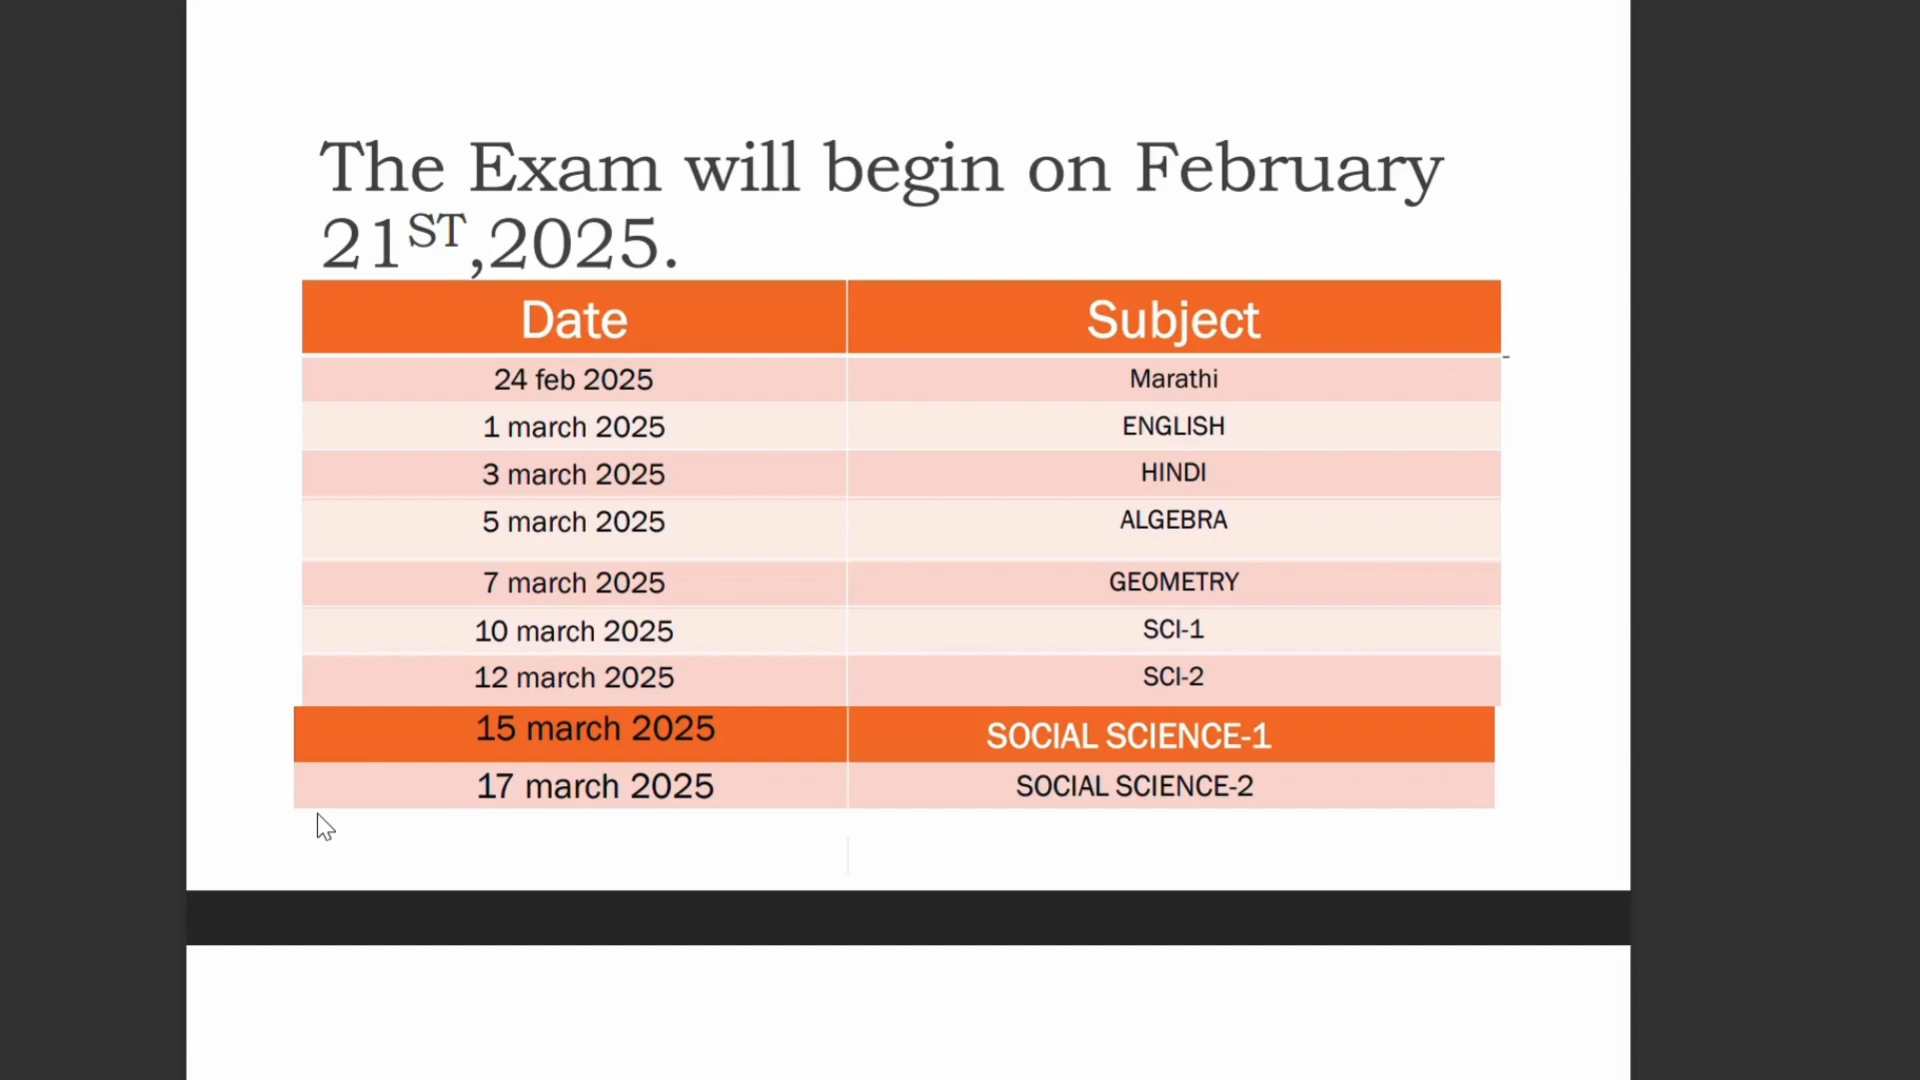 The Exam will begin on February
21ST,2025.
Date Subject
24 feb 2025 Marathi
1 march 2025 ENGLISH
3 march 2025 HINDI
5 march 2025 ALGEBRA
7 march 2025 GEOMETRY
10 march 2025 SCI-1
12 march 2025 SCI-2
15 march 2025 SOCIAL SCIENCE-1
17 march 2025 SOCIAL SCIENCE-2